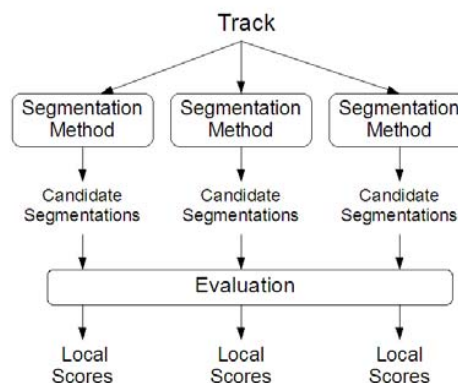 Track
Segmentation
Method
Segmentation
Method
Segmentation
Method
Candidate
Segmentations
Candidate
Segmentations
Candidate
Segmentations
Evaluation
Local
Scores
Local
Scores
Local
Scores